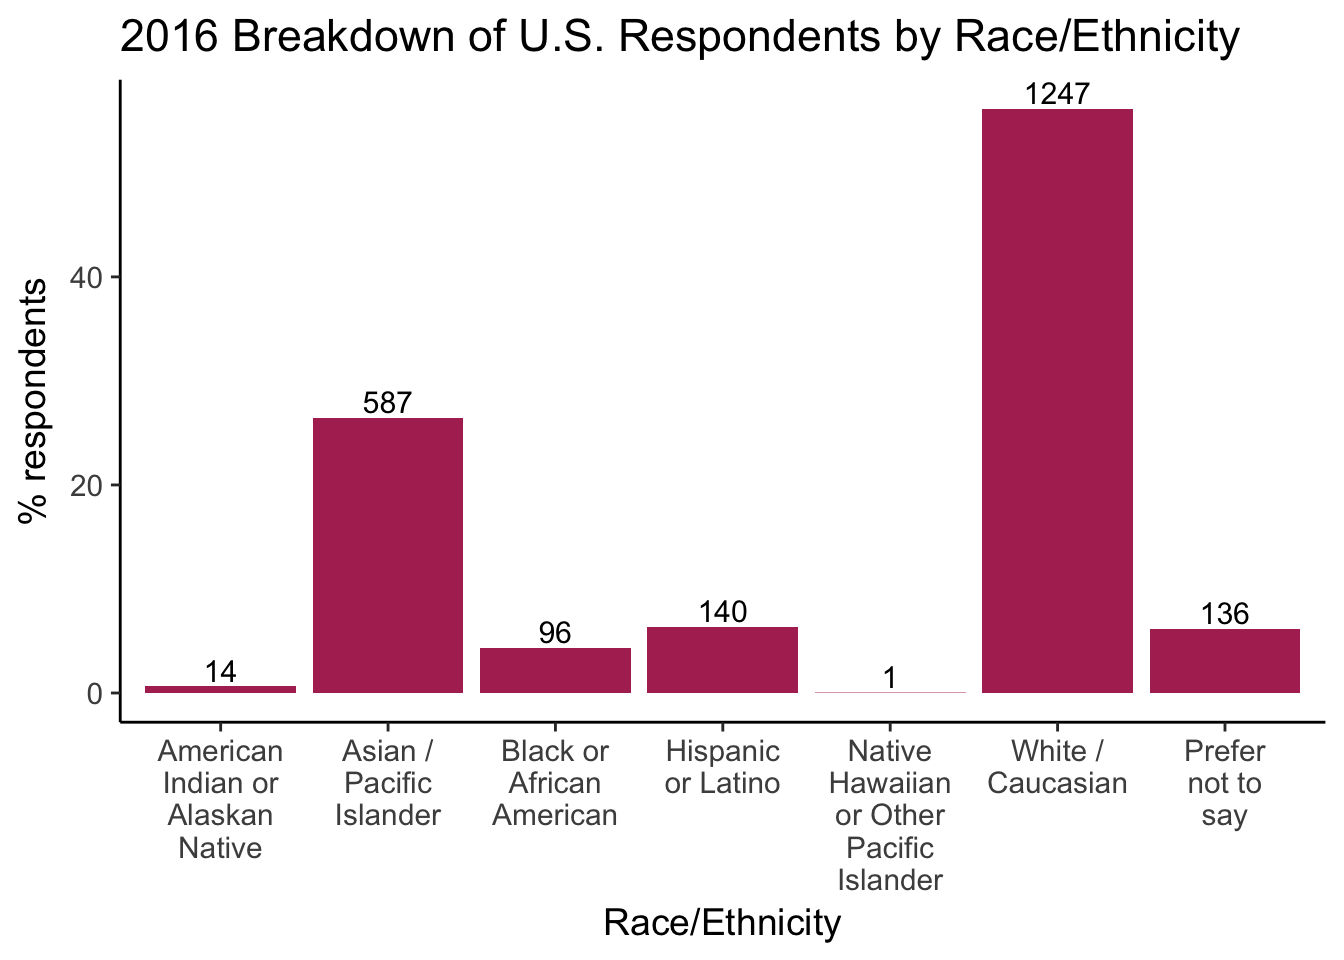 2016 Breakdown of U.S. Respondents by Race/Ethnicity
% respondents
40
20
0
14
587
96
140
1
1247
136
American
Indian or
Alaskan
Native
Asian /
Pacific
Islander
Black or
African
American
Hispanic
or Latino
Native
Hawaiian
or Other
Pacific
Islander
White /
Caucasian
Prefer
not to
say
Race/Ethnicity